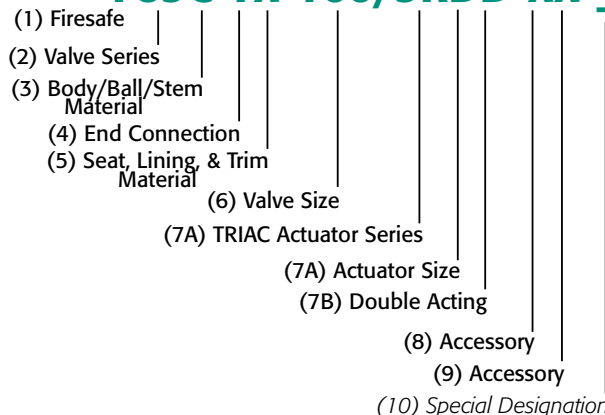 (1) Firesafe
(2) Valve Series
(3) Body/Ball/Stem
Material
(4) End Connection
(5) Seat, Lining, & Trim
Material
(6) Valve Size
(7A) TRIAC Actuator Series
(7A) Actuator Size
(7B) Double Acting
(8) Accessory
(9) Accessory
(10) Special Designation